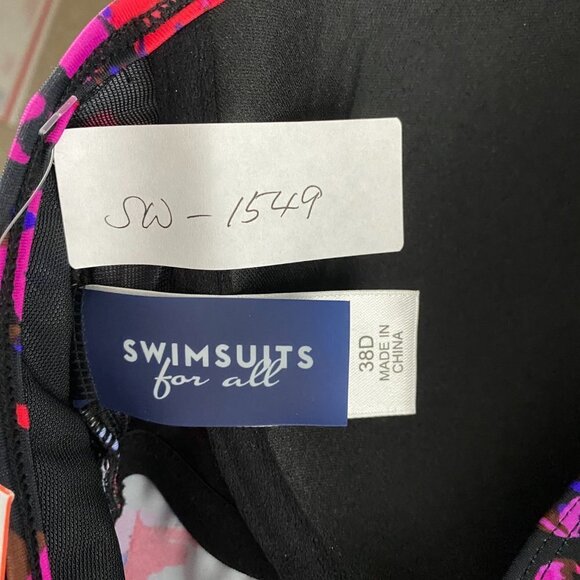 SW - 1549
SWIMSUITS
for all
38D
MADE IN
CHINA